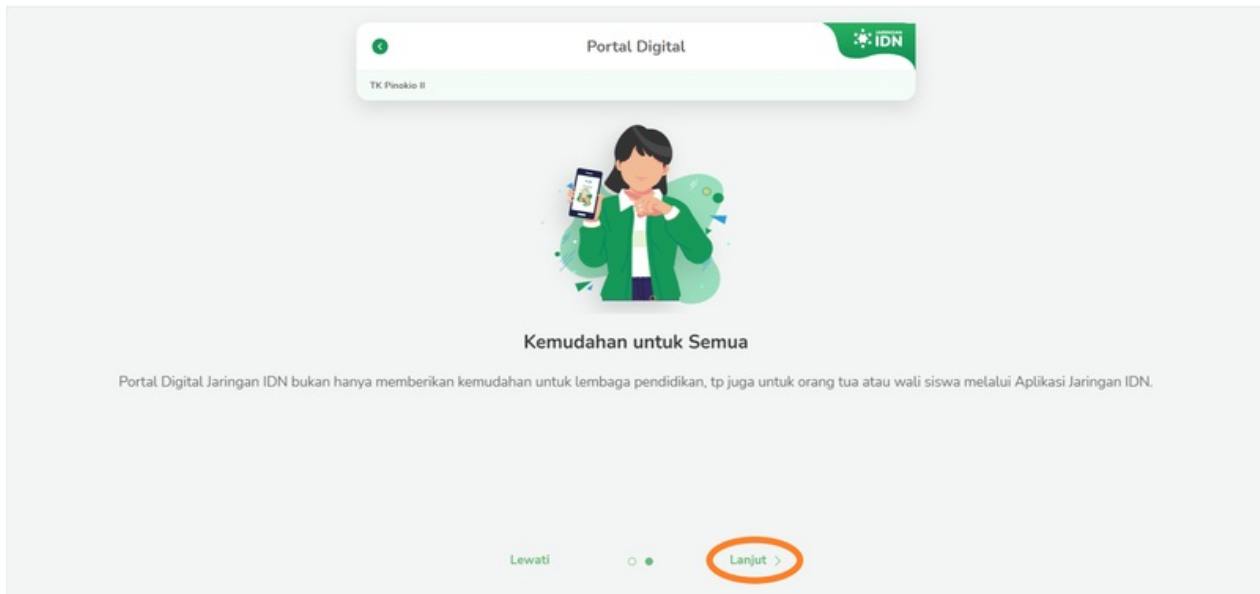 Portal Digital
JARINGAN
IDN
TK Pinokio II
Kemudahan untuk Semua
Portal Digital Jaringan IDN bukan hanya memberikan kemudahan untuk lembaga pendidikan, tp juga untuk orang tua atau wali siswa melalui Aplikasi Jaringan IDN.
Lewati
Lanjut